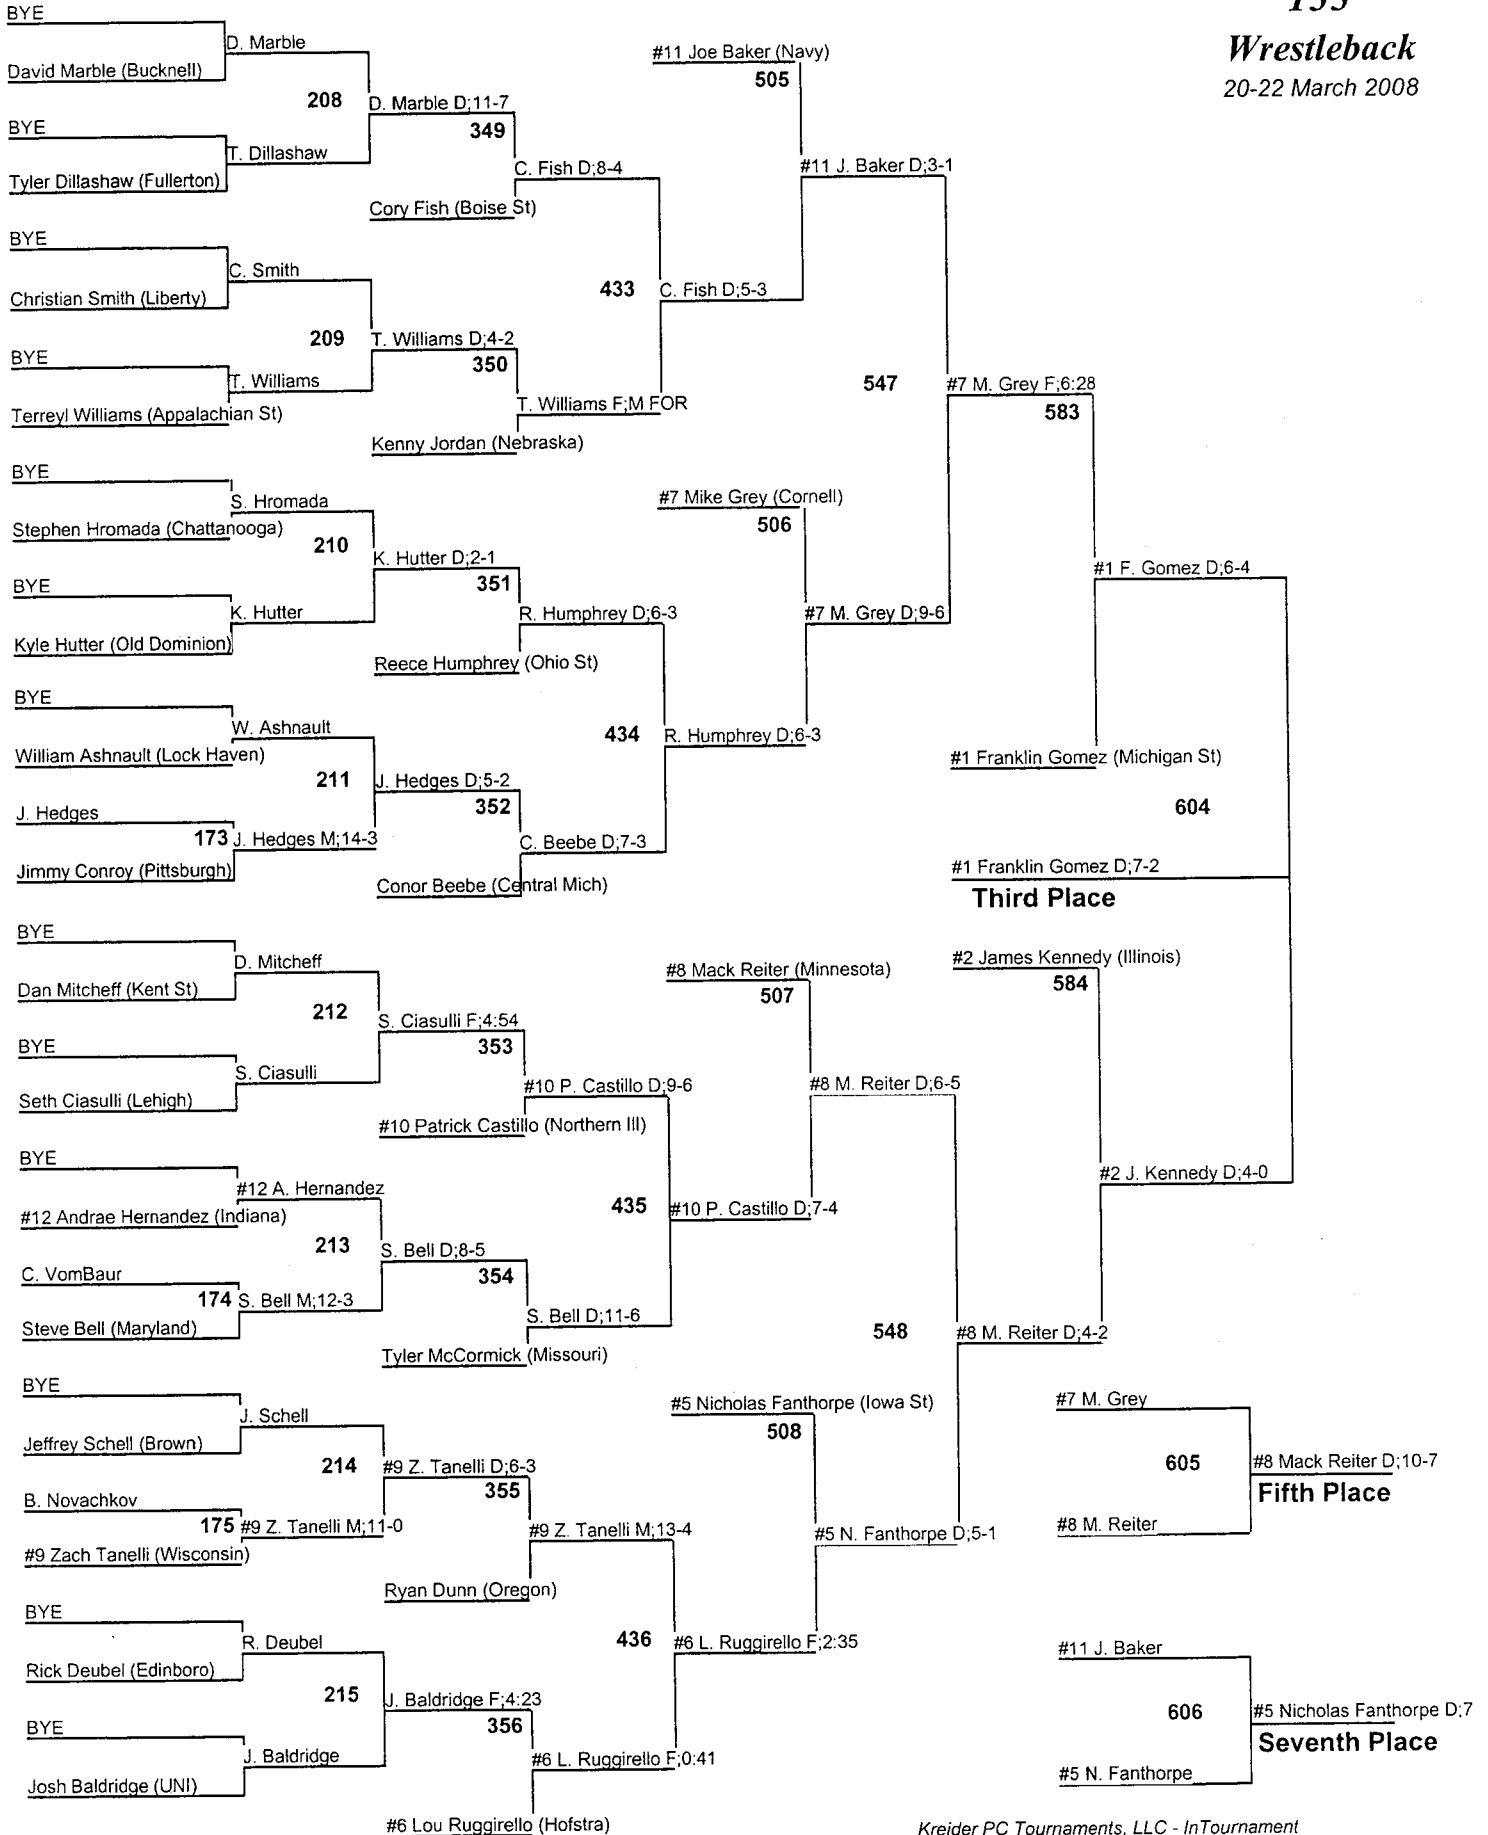 133
Wrestleback
20-22 March 2008
BYE
D. Marble
David Marble (Bucknell)
208
D. Marble D;11-7
349
BYE
T. Dillashaw
Tyler Dillashaw (Fullerton)
C. Fish D;8-4
Cory Fish (Boise St)
BYE
C. Smith
Christian Smith (Liberty)
433
C. Fish D;5-3
209
T. Williams D;4-2
350
BYE
T. Williams
Terreyl Williams (Appalachian St)
T. Williams F;M FOR
Kenny Jordan (Nebraska)
#11 Joe Baker (Navy)
505
#11 J. Baker D;3-1
547
#7 M. Grey F;6:28
583
BYE
S. Hromada
Stephen Hromada (Chattanooga)
210
K. Hutter D;2-1
351
BYE
K. Hutter
Kyle Hutter (Old Dominion)
R. Humphrey D;6-3
Reece Humphrey (Ohio St)
#7 Mike Grey (Cornell)
506
#7 M. Grey D;9-6
BYE
W. Ashnault
William Ashnault (Lock Haven)
434
R. Humphrey D;6-3
211
J. Hedges D;5-2
352
J. Hedges
173
J. Hedges M;14-3
Jimmy Conroy (Pittsburgh)
C. Beebe D;7-3
Conor Beebe (Central Mich)
#1 F. Gomez D;6-4
#1 Franklin Gomez (Michigan St)
604
#1 Franklin Gomez D;7-2
Third Place
BYE
D. Mitcheff
Dan Mitcheff (Kent St)
212
S. Ciasulli F;4:54
353
BYE
S. Ciasulli
Seth Ciasulli (Lehigh)
#10 P. Castillo D;9-6
#10 Patrick Castillo (Northern Ill)
#8 Mack Reiter (Minnesota)
507
#8 M. Reiter D;6-5
#2 James Kennedy (Illinois)
584
#2 J. Kennedy D;4-0
BYE
#12 A. Hernandez
#12 Andrae Hernandez (Indiana)
435
#10 P. Castillo D;7-4
213
S. Bell D;8-5
354
C. VomBaur
174
S. Bell M;12-3
Steve Bell (Maryland)
S. Bell D;11-6
Tyler McCormick (Missouri)
548
#8 M. Reiter D;4-2
BYE
J. Schell
Jeffrey Schell (Brown)
#5 Nicholas Fanthorpe (Iowa St)
508
214
#9 Z. Tanelli D;6-3
355
B. Novachkov
175
#9 Z. Tanelli M;11-0
#9 Zach Tanelli (Wisconsin)
#9 Z. Tanelli M;13-4
#5 N. Fanthorpe D;5-1
Ryan Dunn (Oregon)
BYE
R. Deubel
Rick Deubel (Edinboro)
436
#6 L. Ruggirello F;2:35
215
J. Baldridge F;4:23
356
BYE
J. Baldridge
Josh Baldridge (UNI)
#6 L. Ruggirello F;0:41
#6 Lou Ruggirello (Hofstra)
#7 M. Grey
605
#8 Mack Reiter D;10-7
Fifth Place
#8 M. Reiter
#11 J. Baker
606
#5 Nicholas Fanthorpe D;7
Seventh Place
#5 N. Fanthorpe
Kreider PC Tournaments, LLC - InTournament